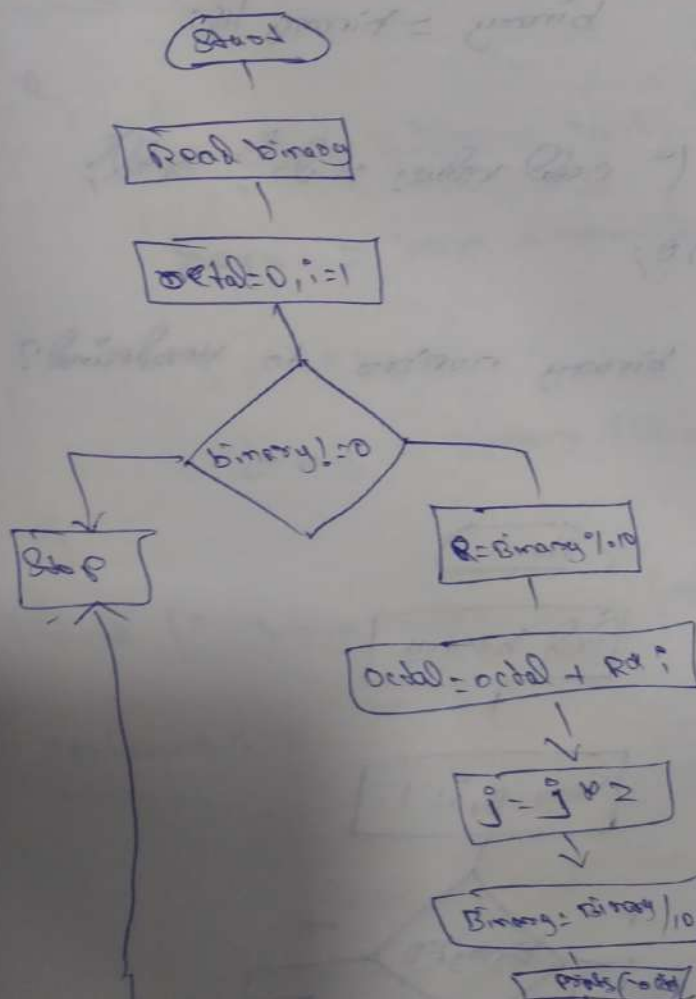 Start
Read binary
octal=0, i=1
binary!=0
Stop
R=Binary%10
octal=octal + R* i
j = j * 2
Binary=Binary/10